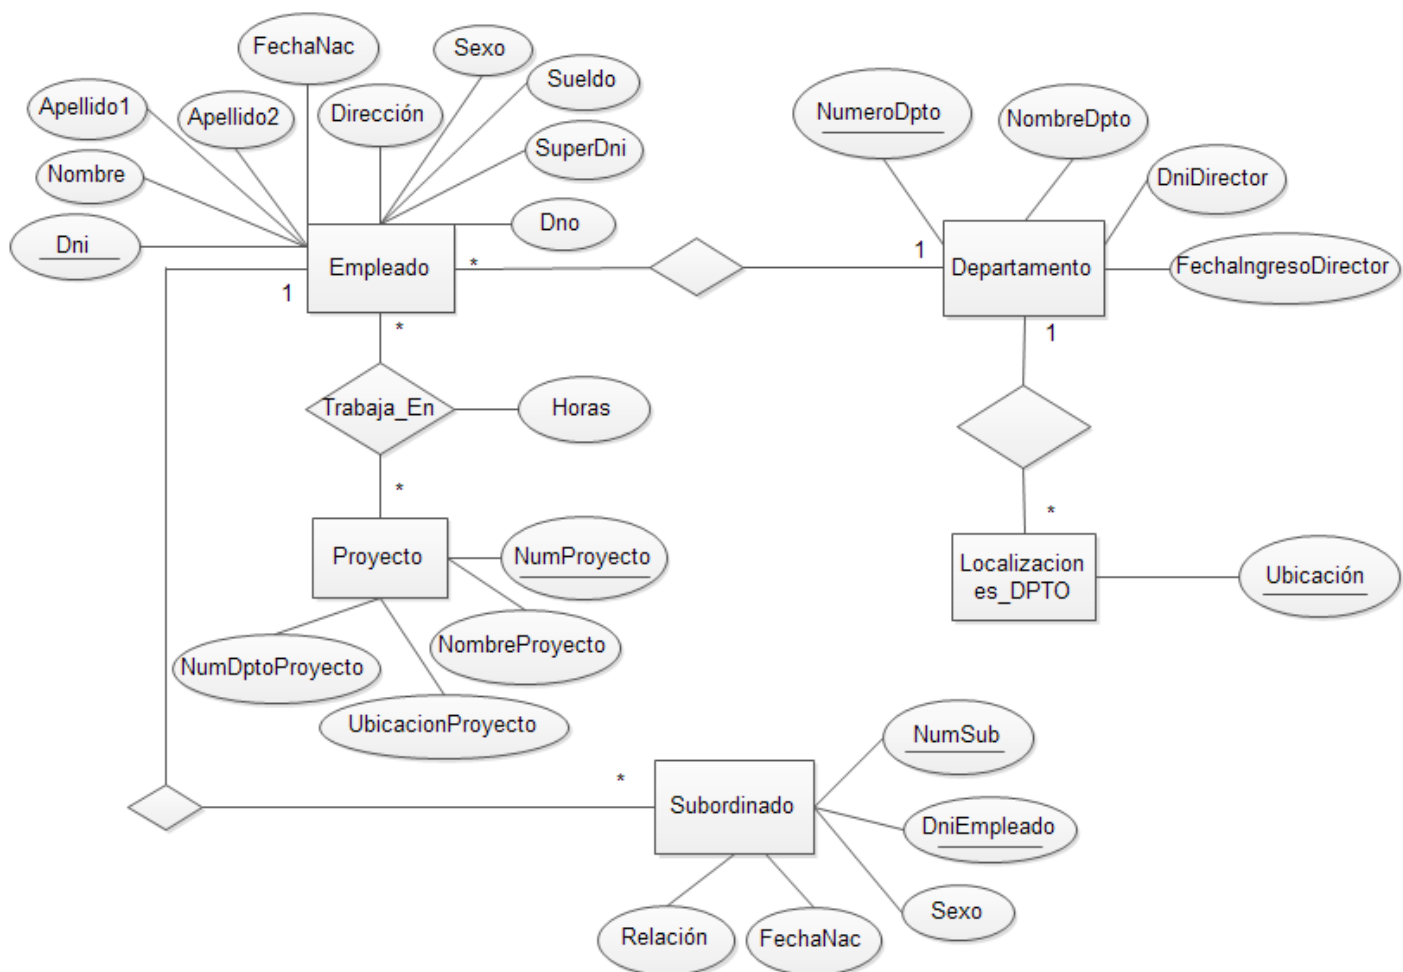 FechaNac
Sexo
Sueldo
Apellido1
Apellido2
Dirección
NumeroDpto
NombreDpto
SuperDni
Nombre
DniDirector
Dni
Dno
Empleado
*
1
Departamento
FechaIngresoDirector
1
*
1
Trabaja_En
Horas
*
*
Proyecto
NumProyecto
Localizacion
es_DPTO
Ubicación
NombreProyecto
NumDptoProyecto
UbicacionProyecto
NumSub
*
Subordinado
DniEmpleado
Sexo
Relación
FechaNac